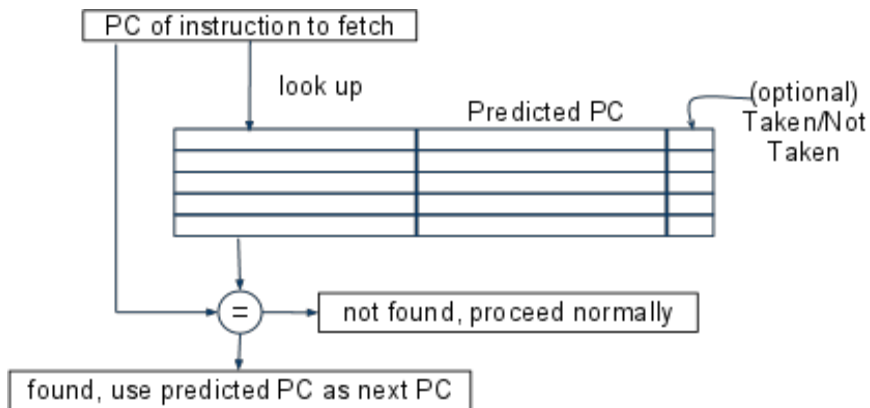 PC of instruction to fetch
look up
Predicted PC
(optional)
Taken/Not
Taken
=
not found, proceed normally
found, use predicted PC as next PC